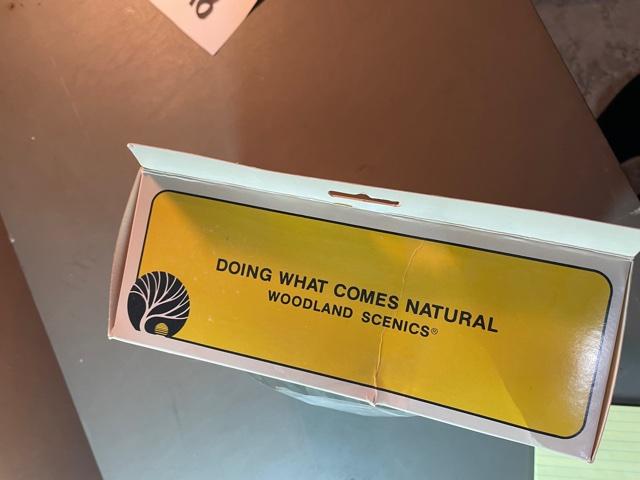 DOING WHAT COMES NATURAL
WOODLAND SCENICS®